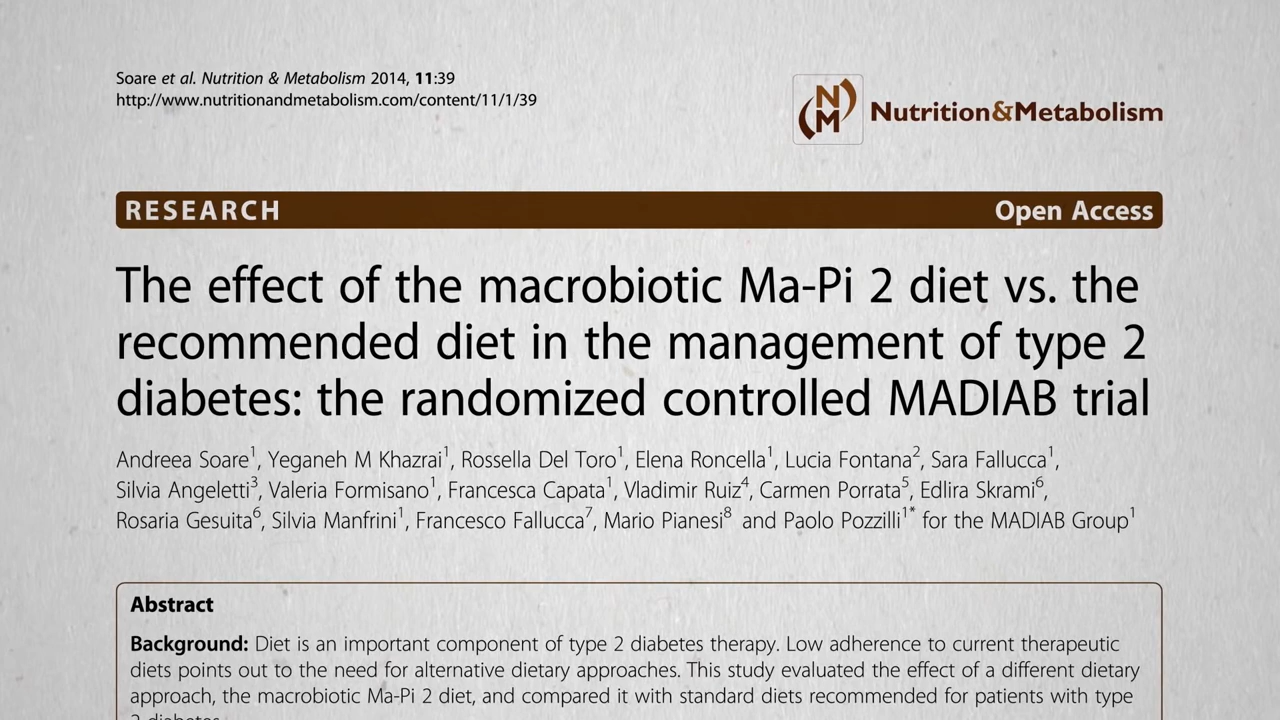 Soare et al. Nutrition & Metabolism 2014, 11:39
http://www.nutritionandmetabolism.com/content/11/1/39
NM Nutrition&Metabolism
RESEARCH Open Access
The effect of the macrobiotic Ma-Pi 2 diet vs. the
recommended diet in the management of type 2
diabetes: the randomized controlled MADIAB trial
Andreea Soare1, Yeganeh M Khazrai1, Rossella Del Toro1, Elena Roncella1, Lucia Fontana2, Sara Fallucca1,
Silvia Angeletti3, Valeria Formisano1, Francesca Capata1, Vladimir Ruiz4, Carmen Porrata5, Edlira Skrami6,
Rosaria Gesuita6, Silvia Manfrini1, Francesco Fallucca7, Mario Pianesi8 and Paolo Pozzilli1* for the MADIAB Group1
Abstract
Background: Diet is an important component of type 2 diabetes therapy. Low adherence to current therapeutic
diets points out to the need for alternative dietary approaches. This study evaluated the effect of a different dietary
approach, the macrobiotic Ma-Pi 2 diet, and compared it with standard diets recommended for patients with type
2 diabetes.